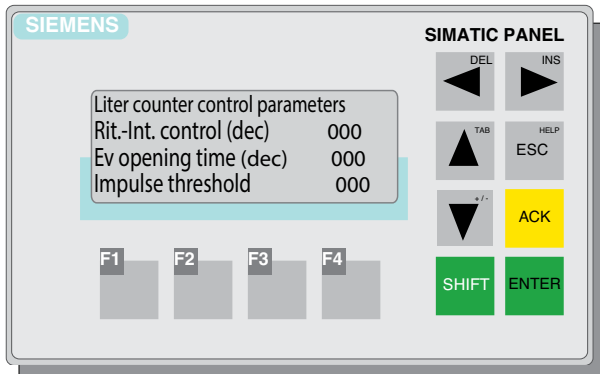 SIEMENS
SIMATIC PANEL
DEL
INS
Liter counter control parameters
Rit.-Int. control (dec) 000
Ev opening time (dec) 000
Impulse threshold 000
TAB
HELP
ESC
+ / -
ACK
F1 F2 F3 F4
SHIFT ENTER